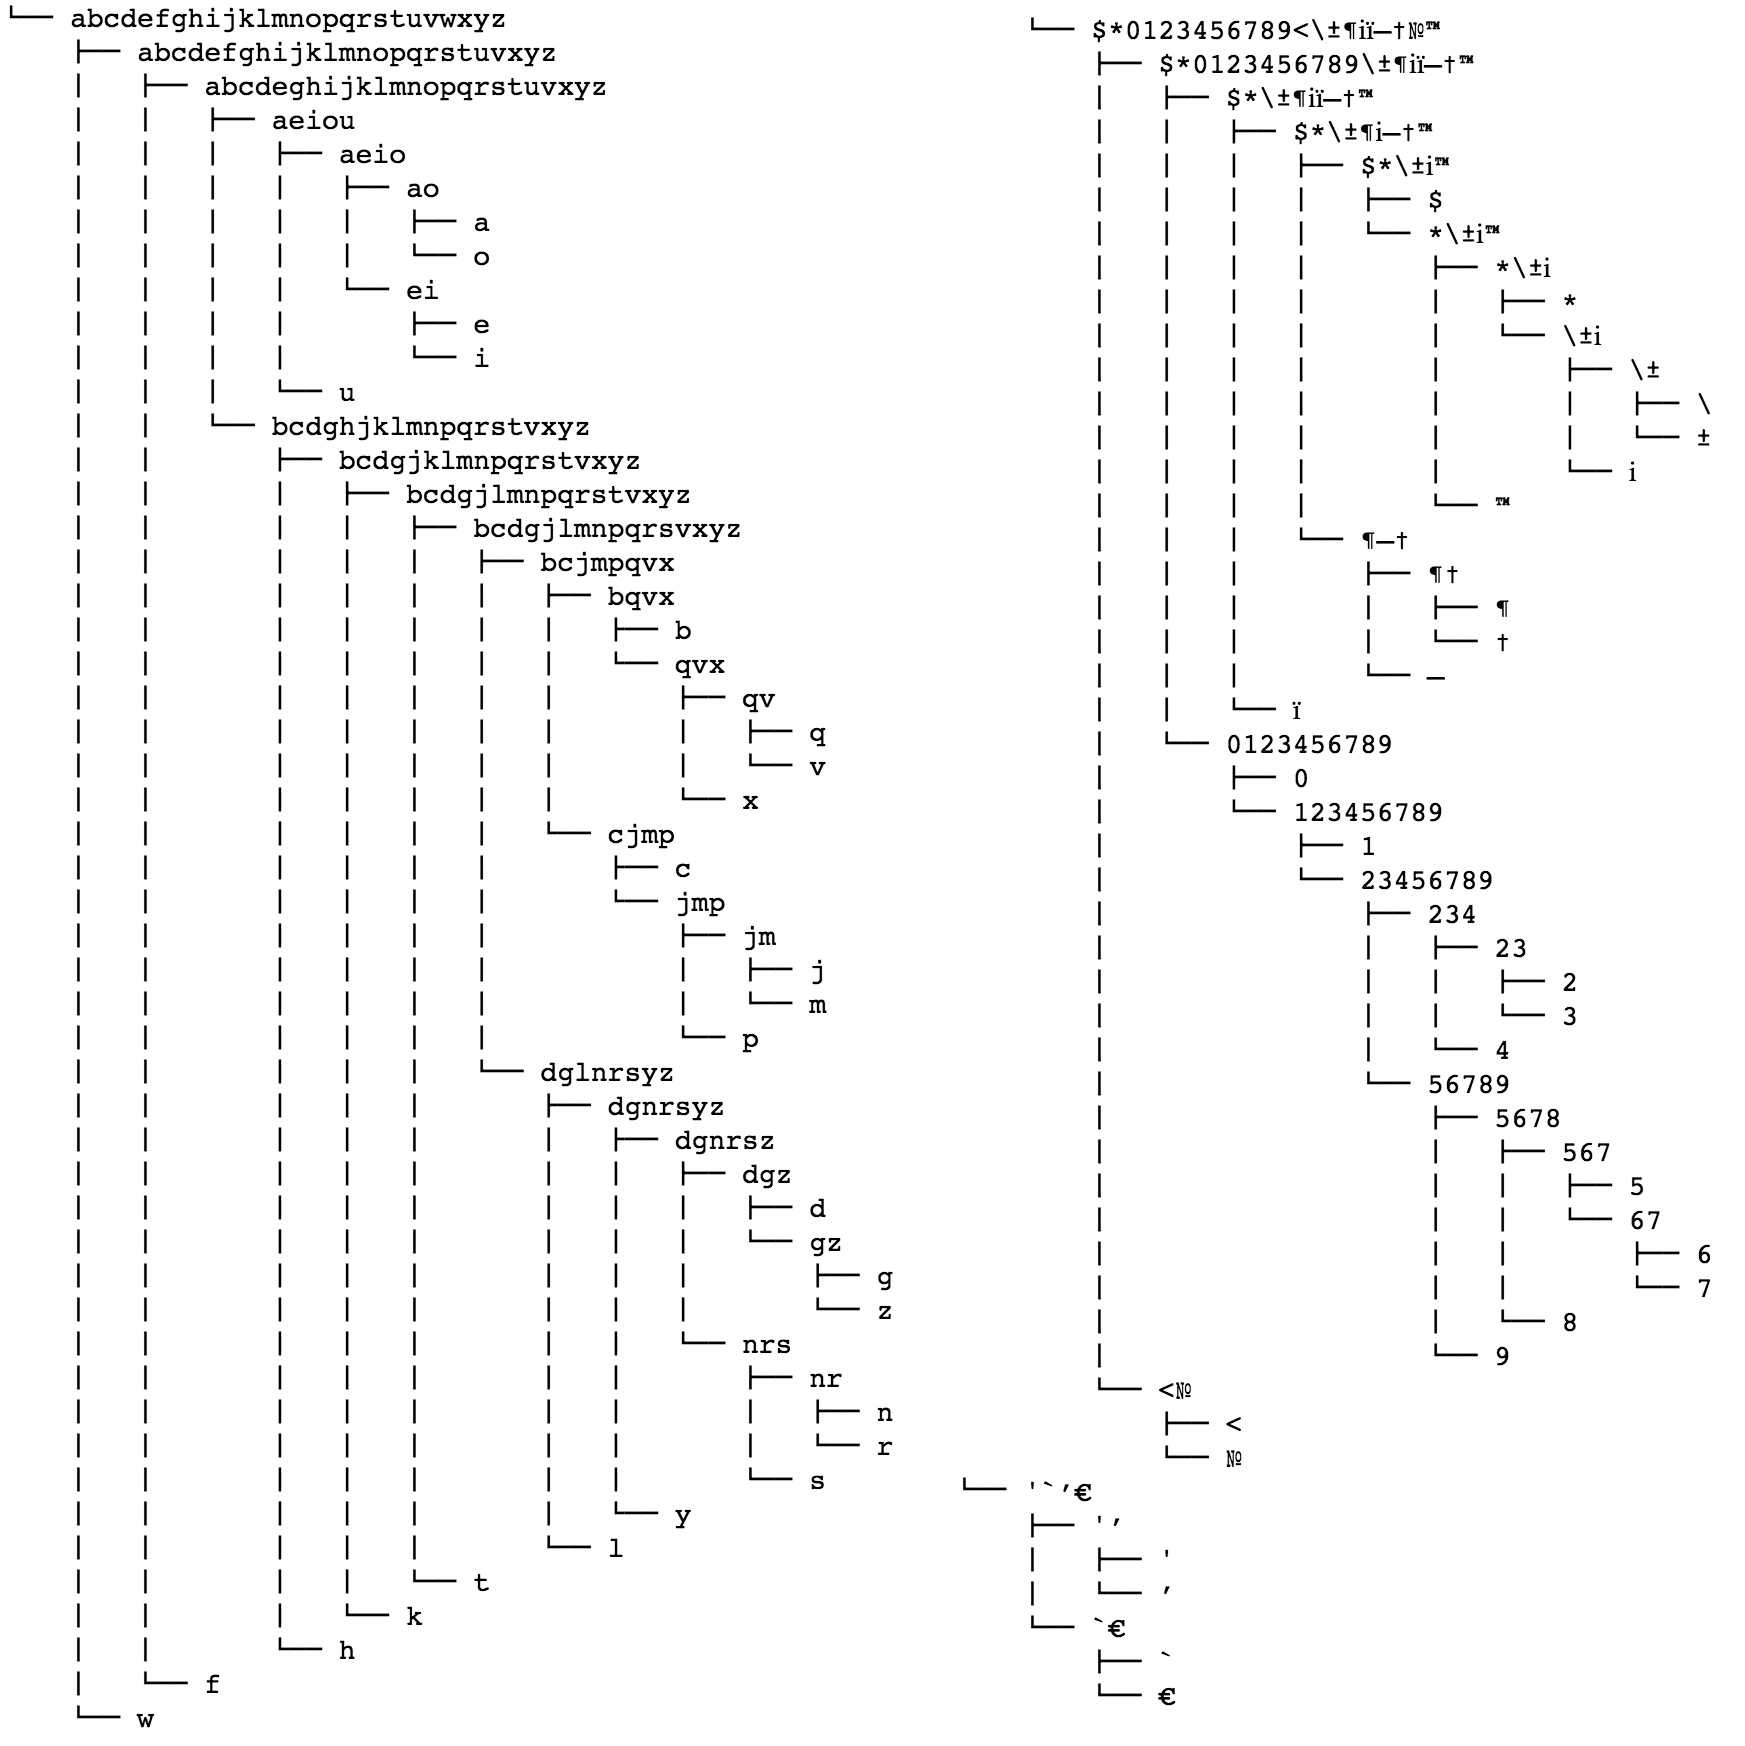 abcdefghijklmnopqrstuvwxyz
abcdefghijklmnopqrstuvxyz
abcdeghijklmnopqrstuvxyz
aeiou
aeio
ao
a
o
ei
e
i
u
bcdghjklmnpqrstvxyz
bcdgjklmnpqrstvxyz
bcdgjlmnpqrstvxyz
bcdgjlmnpqrsvxyz
bcjmpqvx
bqvx
b
qvx
qv
q
v
x
cjmp
c
jmp
jm
j
m
p
dglnrsyz
dgnrsyz
dgnrsz
dgz
d
gz
g
z
nrs
nr
n
r
s
y
l
t
k
h
f
w
$*0123456789<\±¶iï—†№™
$*0123456789\±¶iï—†™
$*\±¶iï—†™
$*\±¶i—†™
$*\±i™
$
*\±i™
*\±i
*
\±i
\±
\
±
i
™
¶—†
¶†
¶
†
—
ï
0123456789
0
123456789
1
23456789
234
23
2
3
4
56789
5678
567
5
67
6
7
8
9
<№
<
№
'`’€
'’
'
’
`€
`
€